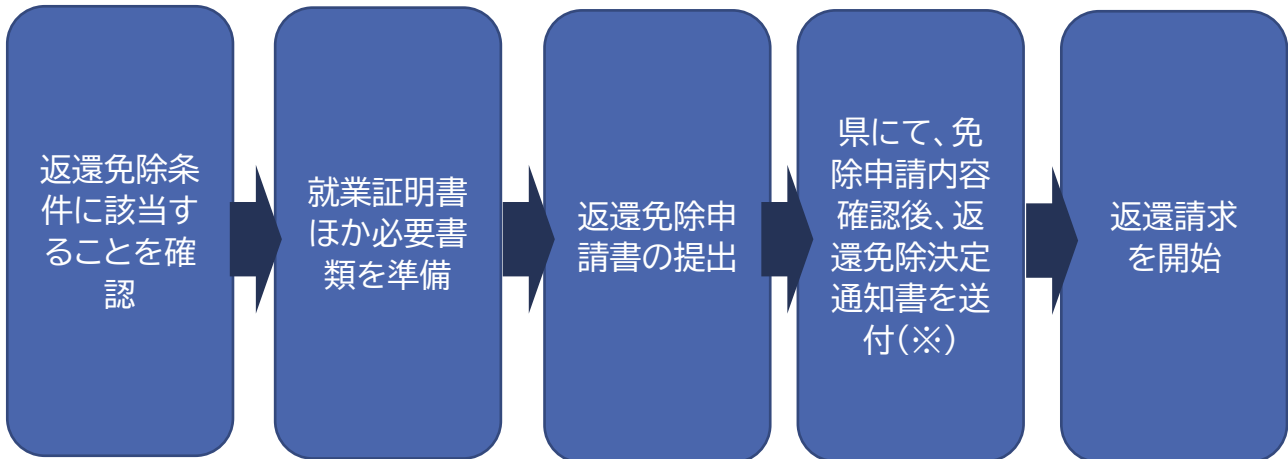 返還免除条
件に該当す
ることを確
認
就業証明書
ほか必要書
類を準備
返還免除申
請書の提出
県にて、免
除申請内容
確認後、返
還免除決定
通知書を送
付(※)
返還請求
を開始